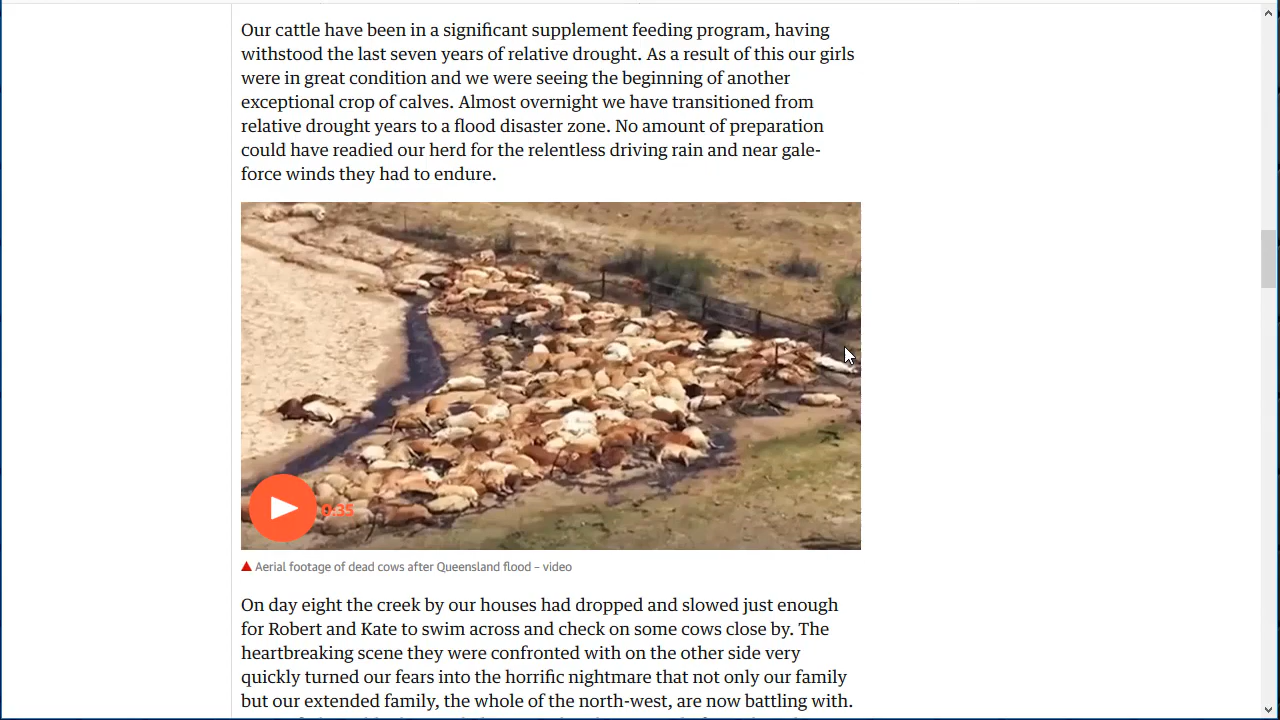 Our cattle have been in a significant supplement feeding program, having
withstood the last seven years of relative drought. As a result of this our girls
were in great condition and we were seeing the beginning of another
exceptional crop of calves. Almost overnight we have transitioned from
relative drought years to a flood disaster zone. No amount of preparation
could have readied our herd for the relentless driving rain and near gale-
force winds they had to endure.
0:35
Aerial footage of dead cows after Queensland flood – video
On day eight the creek by our houses had dropped and slowed just enough
for Robert and Kate to swim across and check on some cows close by. The
heartbreaking scene they were confronted with on the other side very
quickly turned our fears into the horrific nightmare that not only our family
but our extended family, the whole of the north-west, are now battling with.